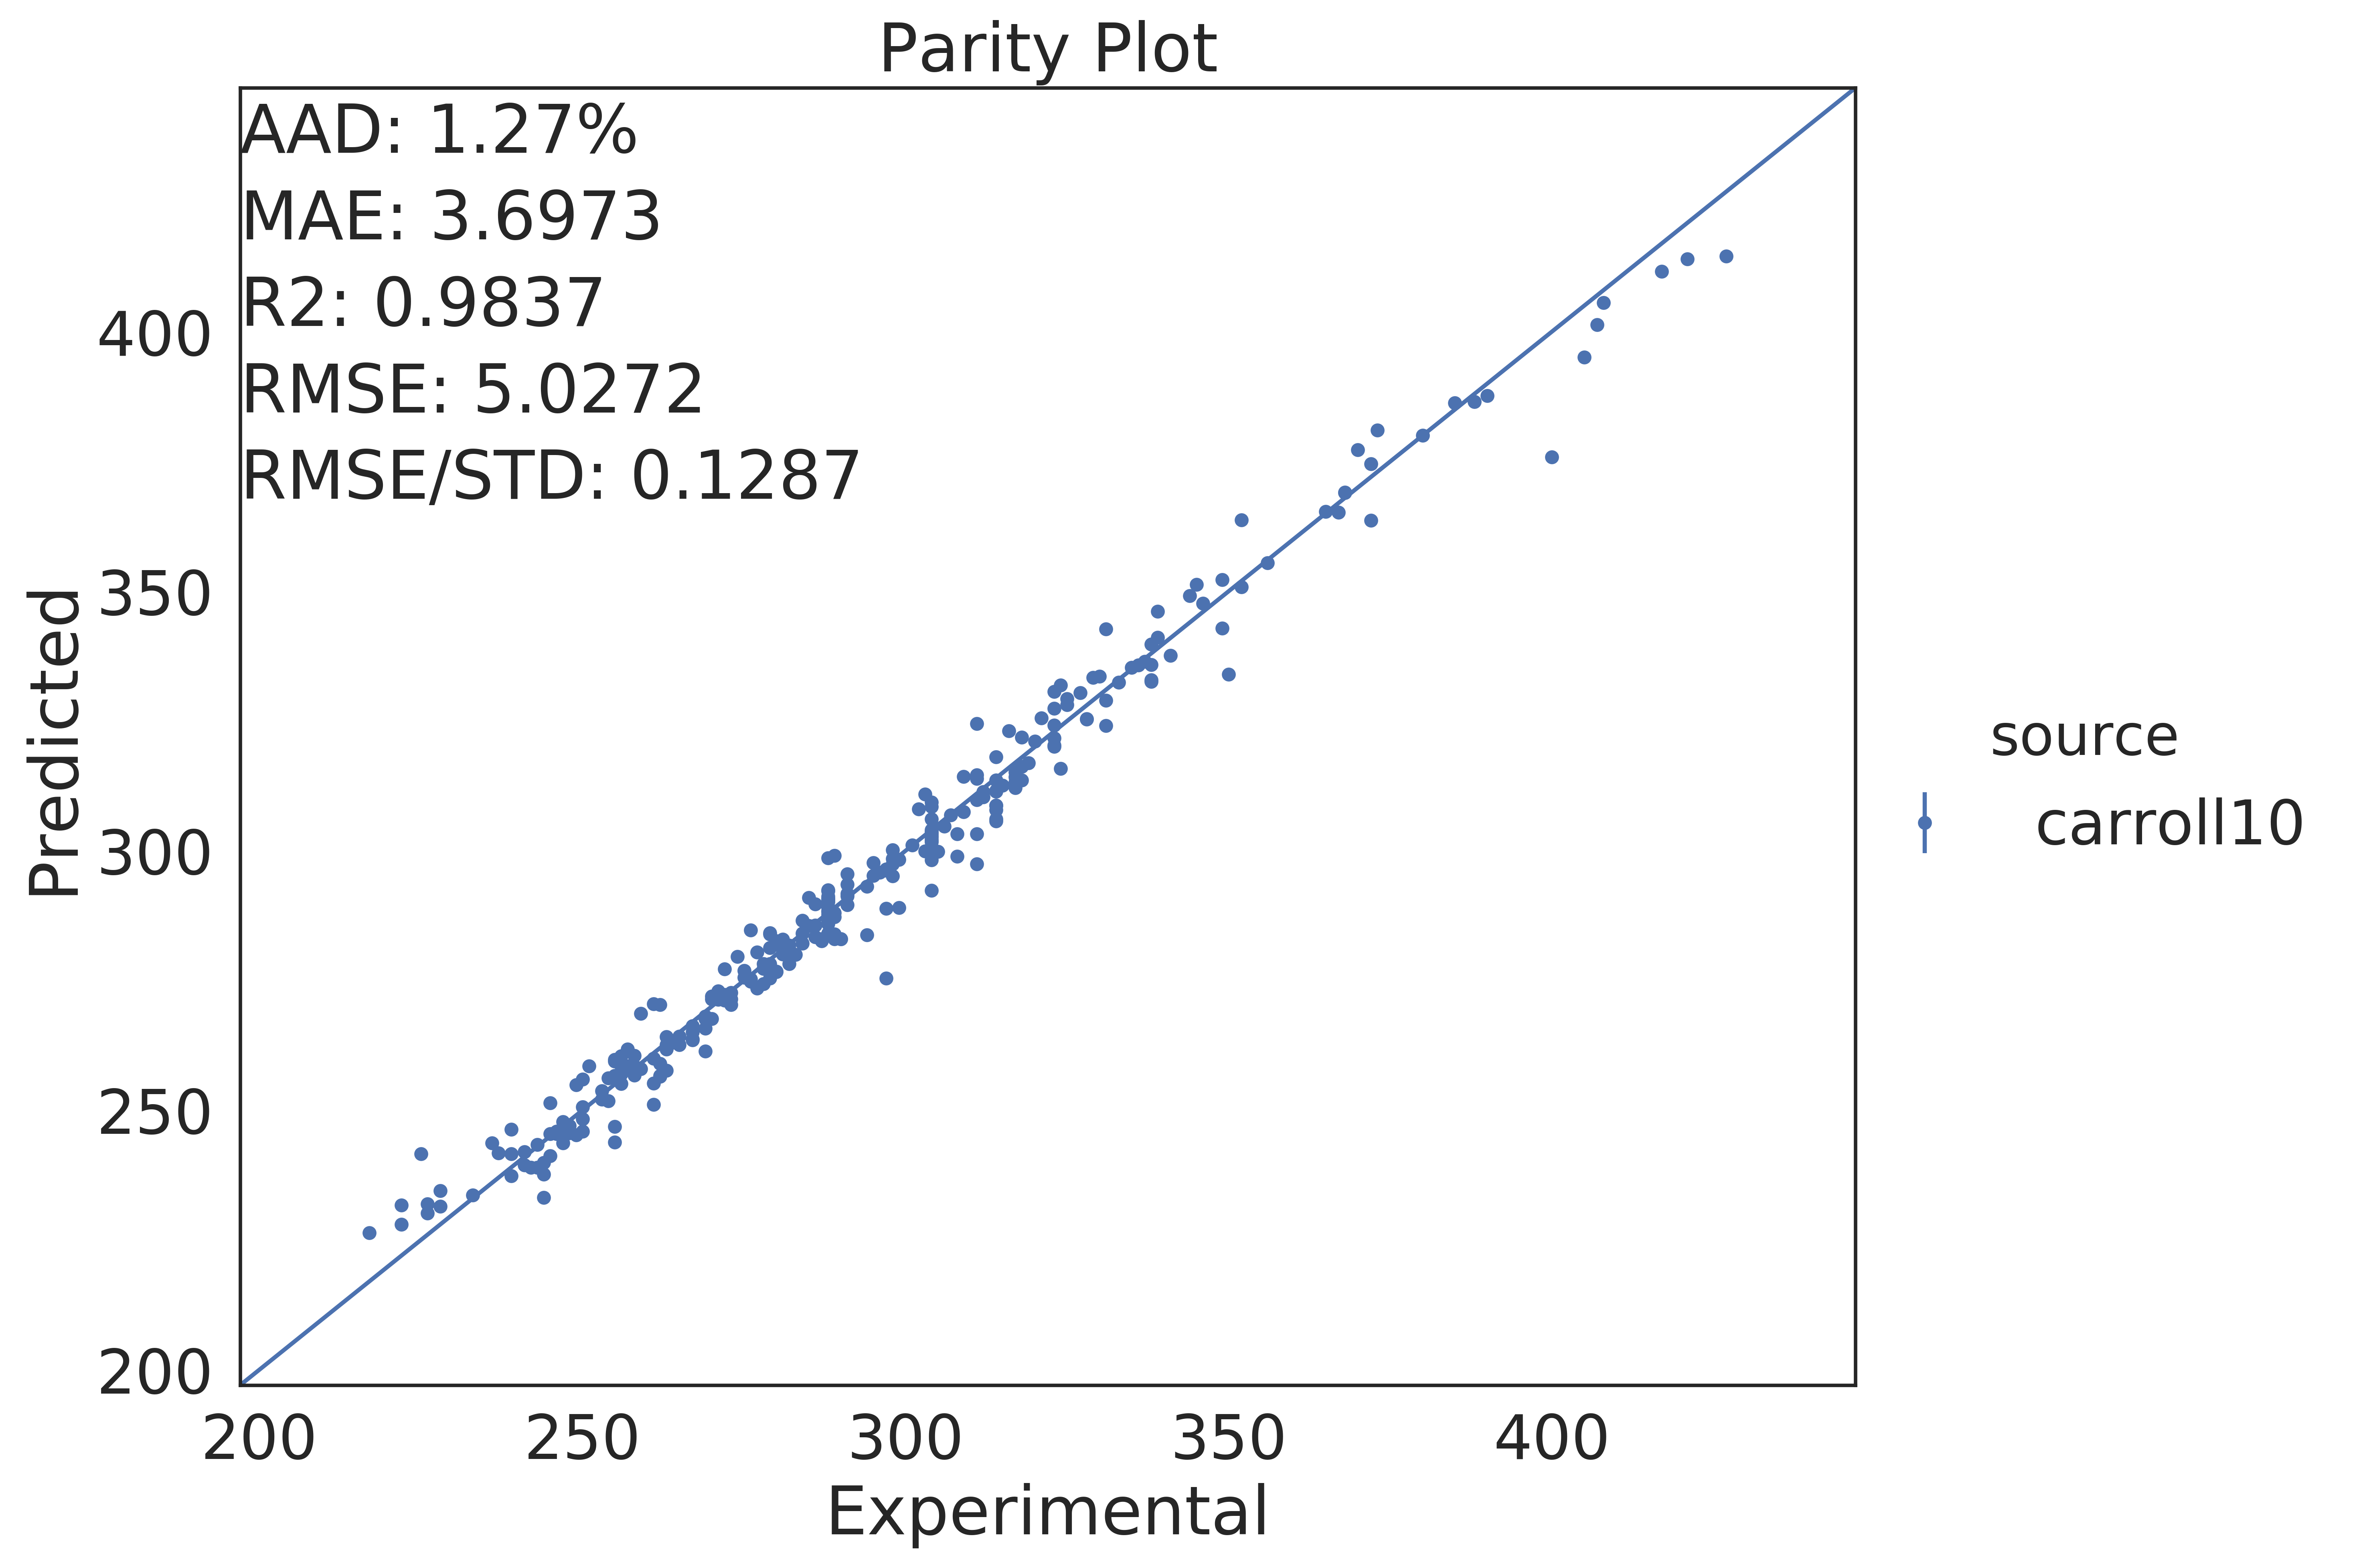 Parity Plot
AAD: 1.27%
MAE: 3.6973
R2: 0.9837
RMSE: 5.0272
RMSE/STD: 0.1287
Predicted
400
350
300
250
200
200 250 300 350 400
Experimental
source
carroll10